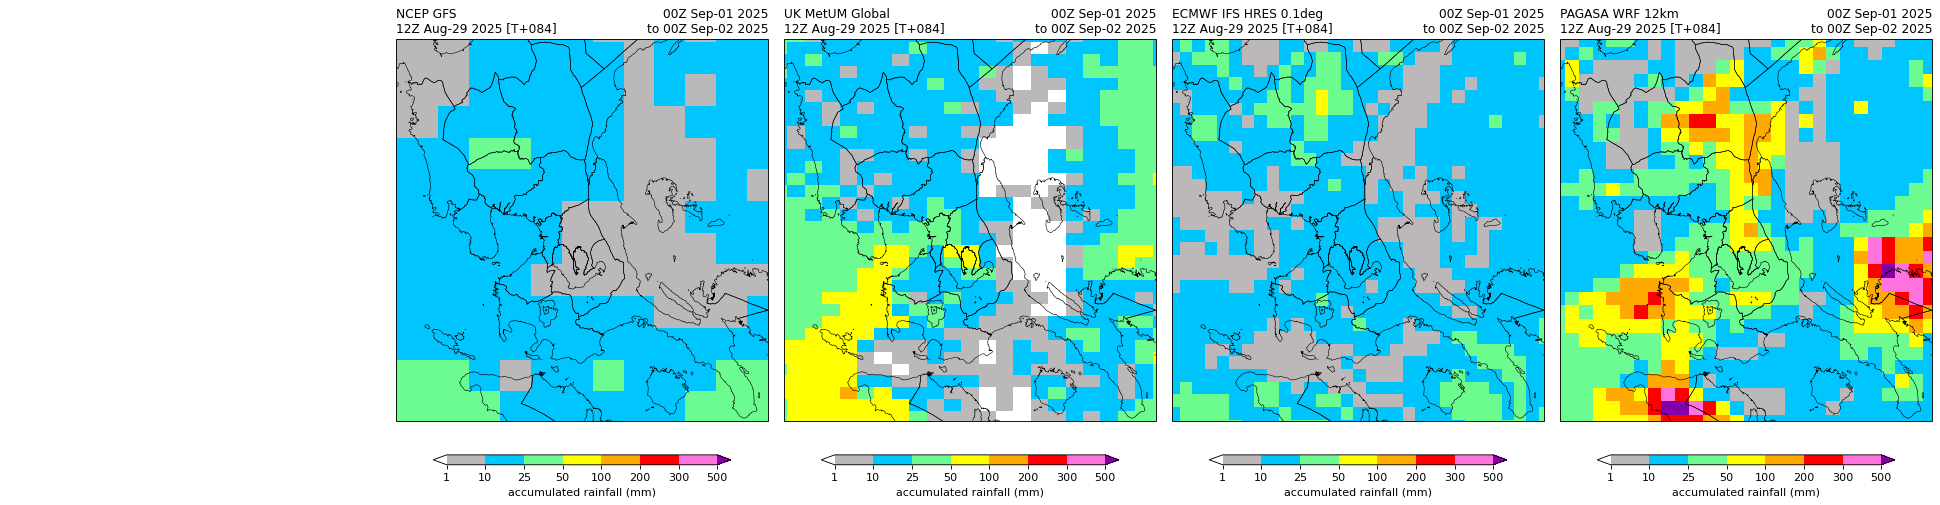 NCEP GFS 00Z Sep-01 2025
12Z Aug-29 2025 [T+084] to 00Z Sep-02 2025
UK MetUM Global 00Z Sep-01 2025
12Z Aug-29 2025 [T+084] to 00Z Sep-02 2025
ECMWF IFS HRES 0.1deg 00Z Sep-01 2025
12Z Aug-29 2025 [T+084] to 00Z Sep-02 2025
PAGASA WRF 12km 00Z Sep-01 2025
12Z Aug-29 2025 [T+084] to 00Z Sep-02 2025
1 10 25 50 100 200 300 500
accumulated rainfall (mm)
1 10 25 50 100 200 300 500
accumulated rainfall (mm)
1 10 25 50 100 200 300 500
accumulated rainfall (mm)
1 10 25 50 100 200 300 500
accumulated rainfall (mm)